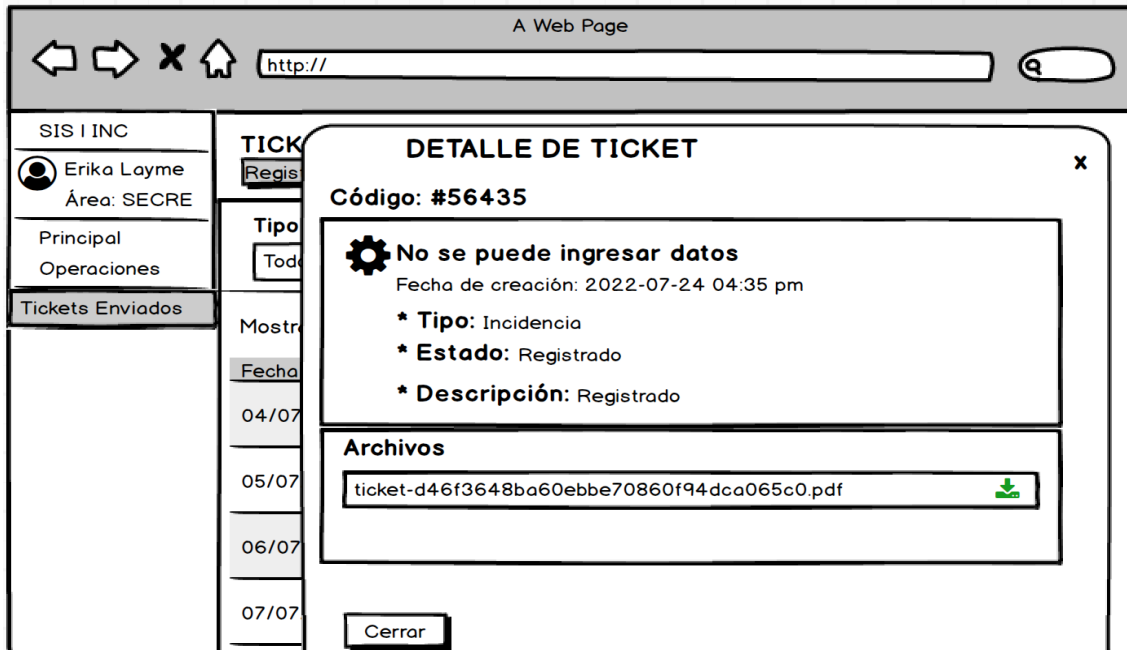 A Web Page
http://
SIS I INC
Erika Layme
Área: SECRE
Principal
Operaciones
Tickets Enviados
TICK
Regis
Tipo
Todo
Mostr
Fecha
04/07
05/07
06/07
07/07
DETALLE DE TICKET
x
Código: #56435
No se puede ingresar datos
Fecha de creación: 2022-07-24 04:35 pm
* Tipo: Incidencia
* Estado: Registrado
* Descripción: Registrado
Archivos
ticket-d46f3648ba60ebbe70860f94dca065c0.pdf
Cerrar